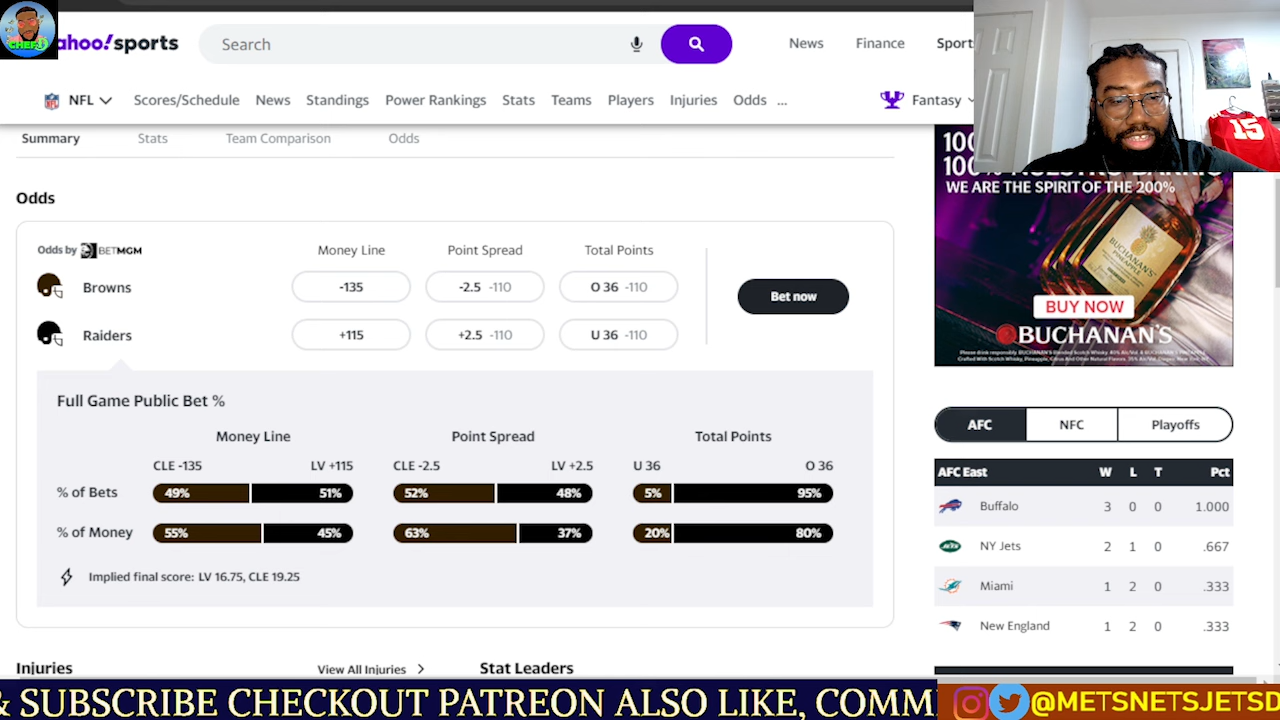 CHEF
yahoo!sports
Search
News Finance Sport
NFL Scores/Schedule News Standings Power Rankings Stats Teams Players Injuries Odds ... Fantasy
Summary Stats Team Comparison Odds
15
WE ARE THE SPIRIT OF THE 200%
BUCHANAN'S
PINEAPPLE
BUY NOW
BUCHANAN'S
Odds
Odds by BETMGM Money Line Point Spread Total Points
Browns -135 -2.5 -110 O 36 -110
Raiders +115 +2.5 -110 U 36 -110
Bet now
Full Game Public Bet %
Money Line Point Spread Total Points
CLE -135 LV +115 CLE -2.5 LV +2.5 U 36 O 36
% of Bets 49% 51% 52% 48% 5% 95%
% of Money 55% 45% 63% 37% 20% 80%
Implied final score: LV 16.75, CLE 19.25
AFC NFC Playoffs
AFC East W L T Pct
Buffalo 3 0 0 1.000
NY Jets 2 1 0 .667
Miami 1 2 0 .333
New England 1 2 0 .333
Injuries View All Injuries Stat Leaders
& SUBSCRIBE CHECKOUT PATREON ALSO LIKE, COMM
@METSNETSJETSD